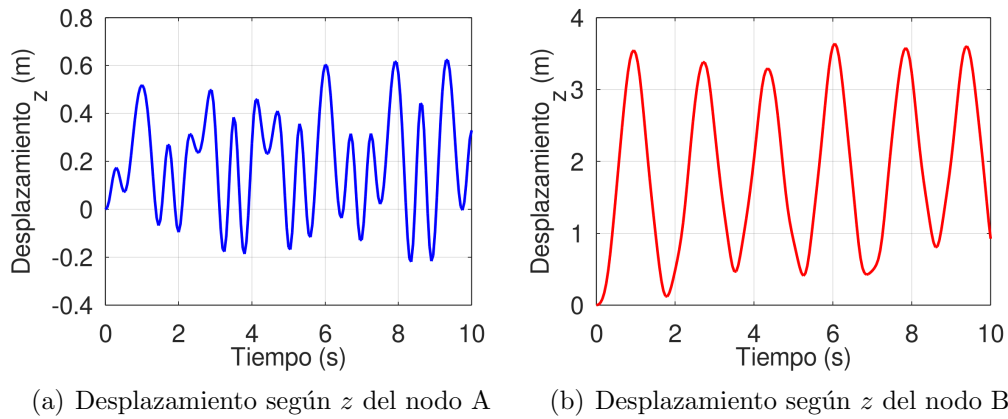 0.8
0.6
0.4
0.2
0
-0.2
-0.4
0 2 4 6 8 10
Desplazamiento_z (m)
Tiempo (s)
(a) Desplazamiento según z del nodo A
4
3
2
1
0
0 2 4 6 8 10
Desplazamiento_z (m)
Tiempo (s)
(b) Desplazamiento según z del nodo B